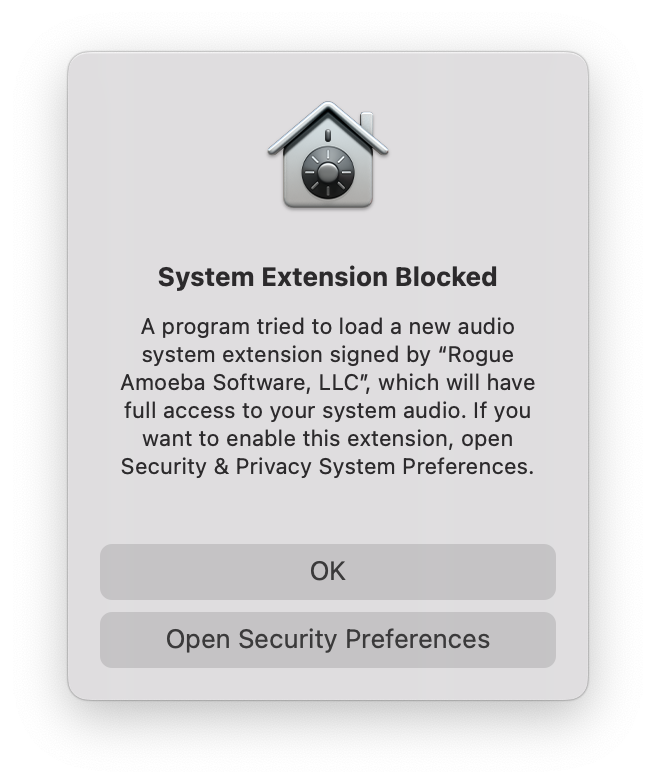 System Extension Blocked
A program tried to load a new audio
system extension signed by “Rogue
Amoeba Software, LLC”, which will have
full access to your system audio. If you
want to enable this extension, open
Security & Privacy System Preferences.
OK
Open Security Preferences